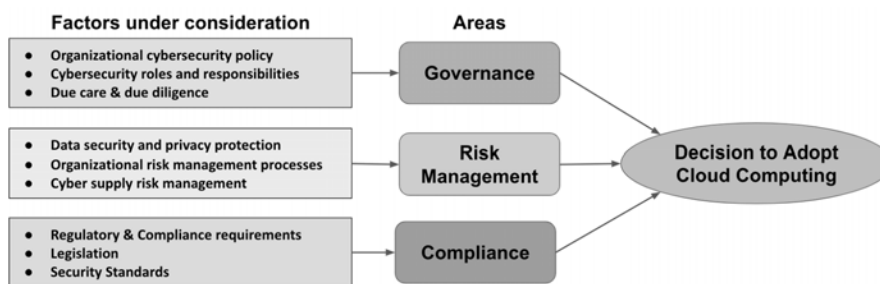 Factors under consideration
Areas
● Organizational cybersecurity policy
● Cybersecurity roles and responsibilities
● Due care & due diligence
Governance
● Data security and privacy protection
● Organizational risk management processes
● Cyber supply risk management
Risk
Management
Decision to Adopt
Cloud Computing
● Regulatory & Compliance requirements
● Legislation
● Security Standards
Compliance